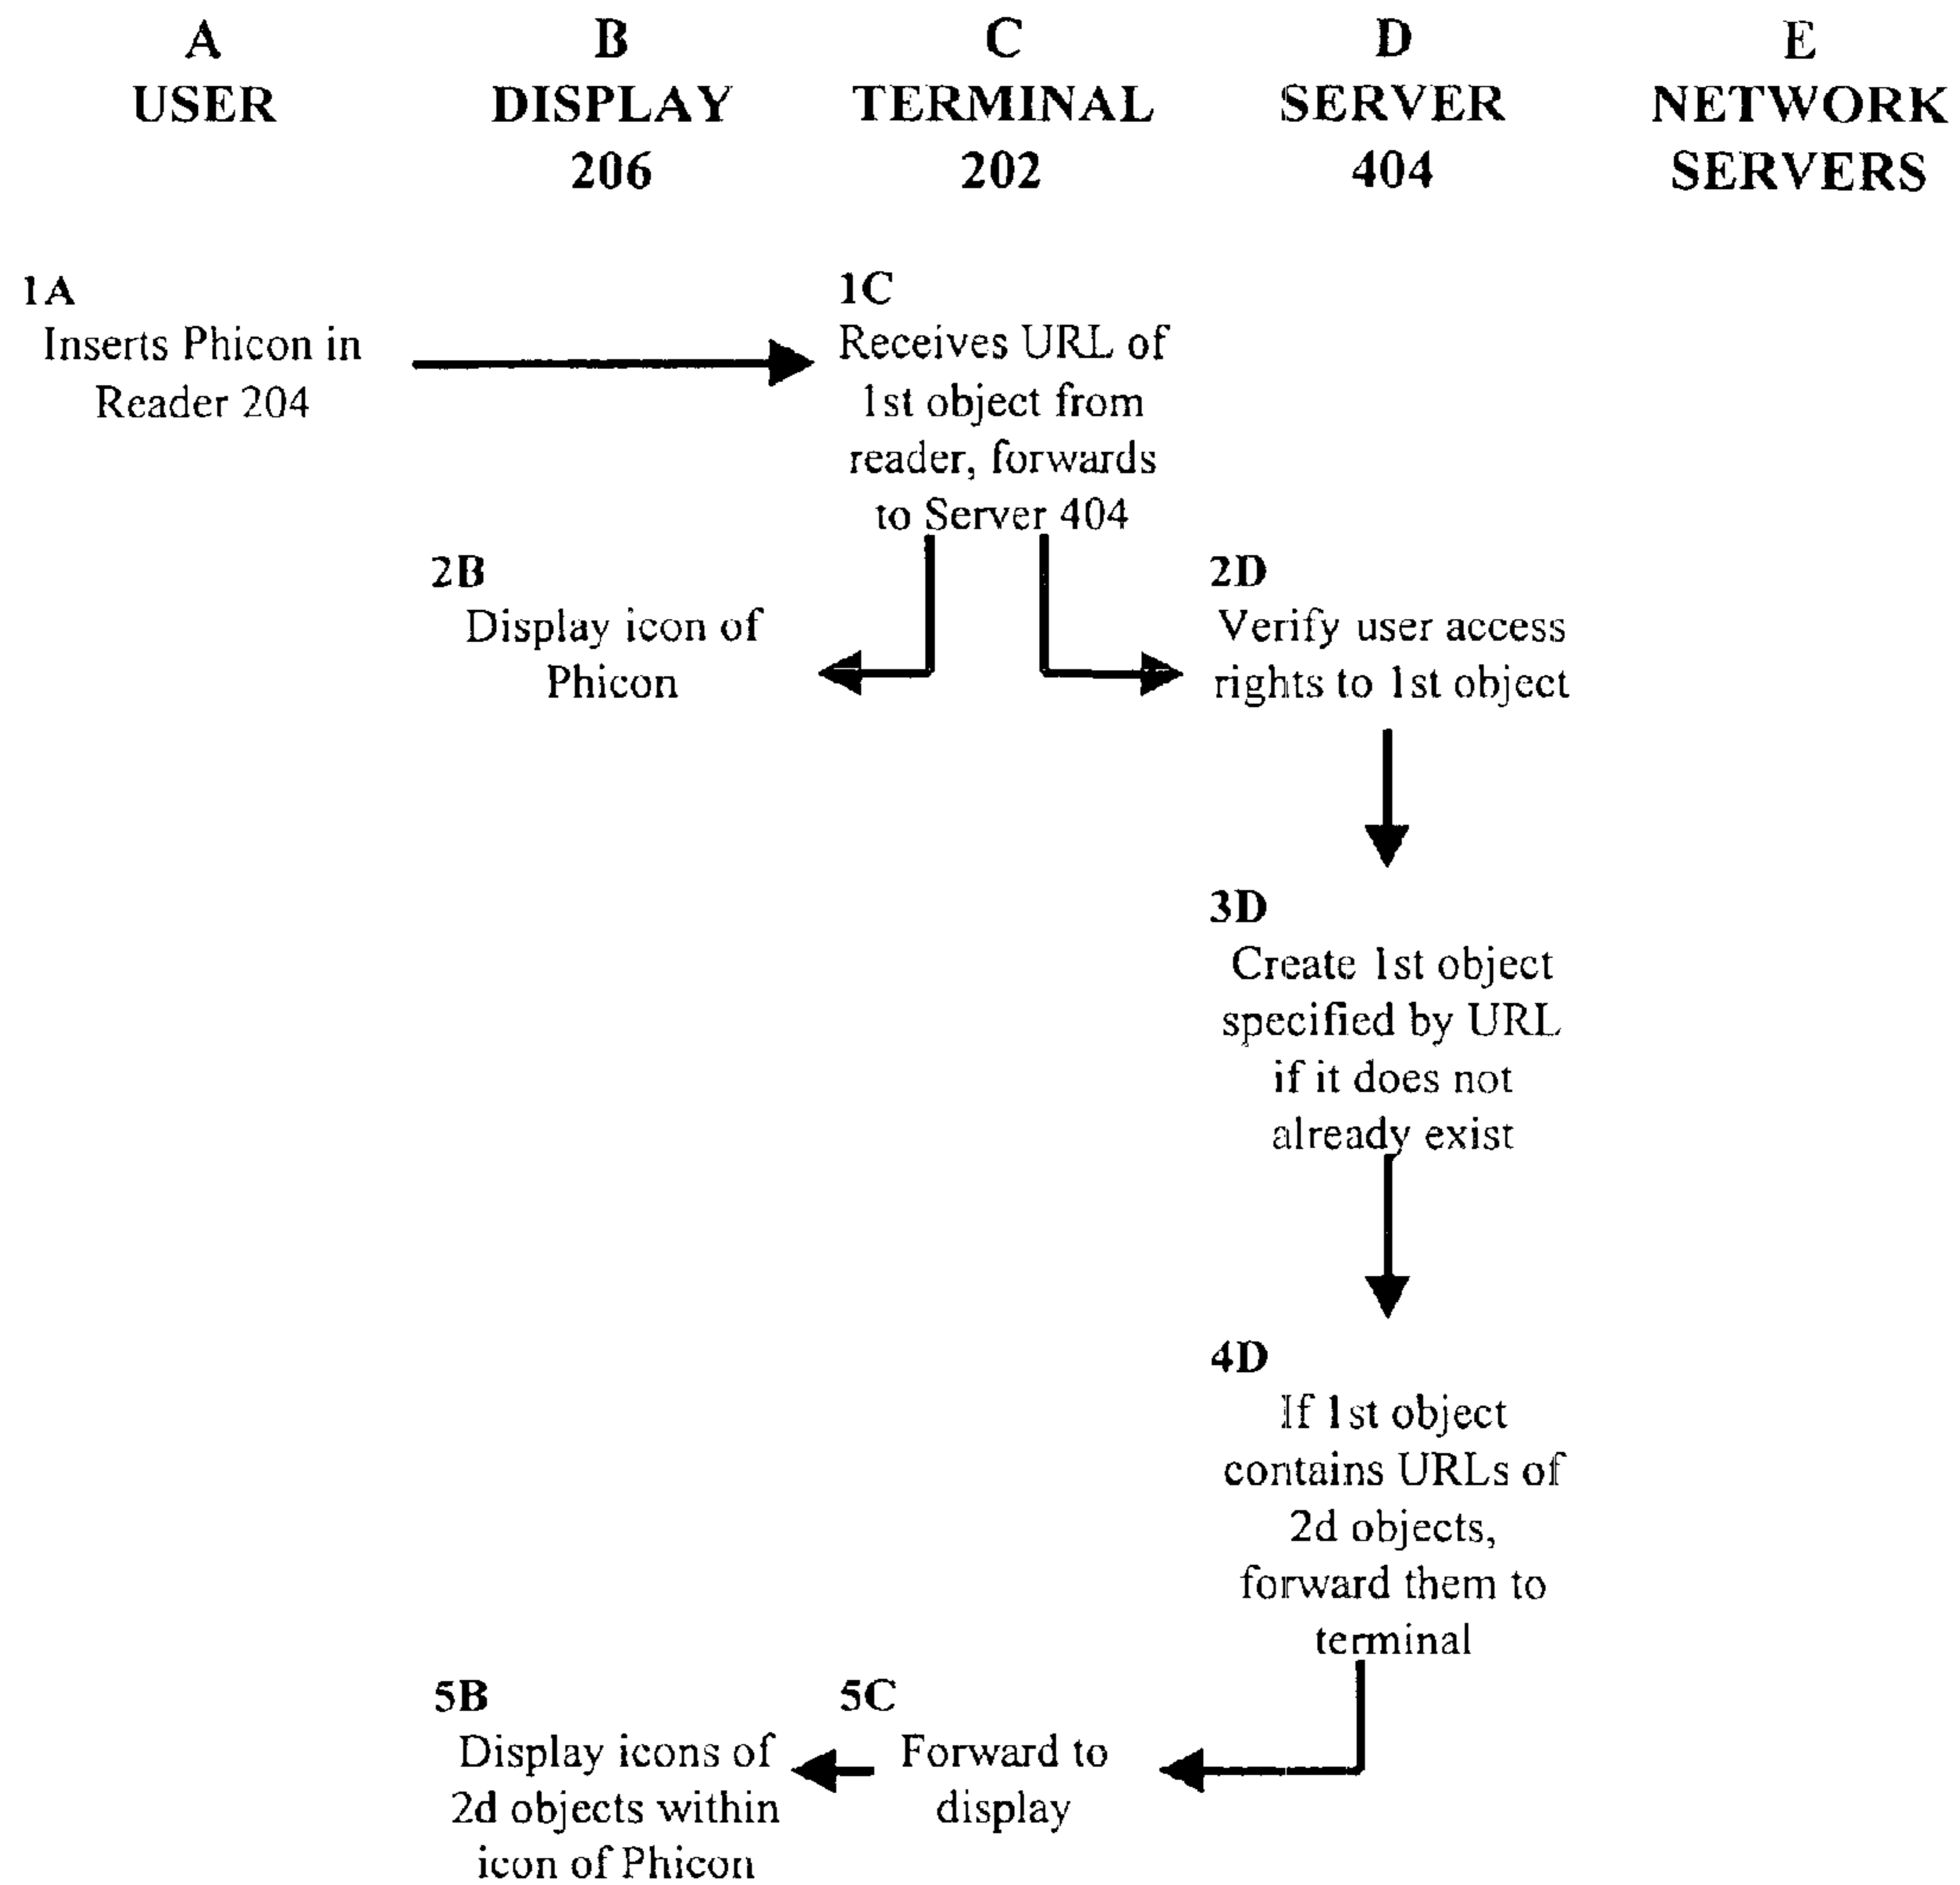 A
USER
B
DISPLAY
206
C
TERMINAL
202
D
SERVER
404
E
NETWORK
SERVERS
1A
Inserts Phicon in
Reader 204
1C
Receives URL of
1st object from
reader, forwards
to Server 404
2B
Display icon of
Phicon
2D
Verify user access
rights to 1st object
3D
Create 1st object
specified by URL
if it does not
already exist
4D
If 1st object
contains URLs of
2d objects,
forward them to
terminal
5C
Forward to
display
5B
Display icons of
2d objects within
icon of Phicon